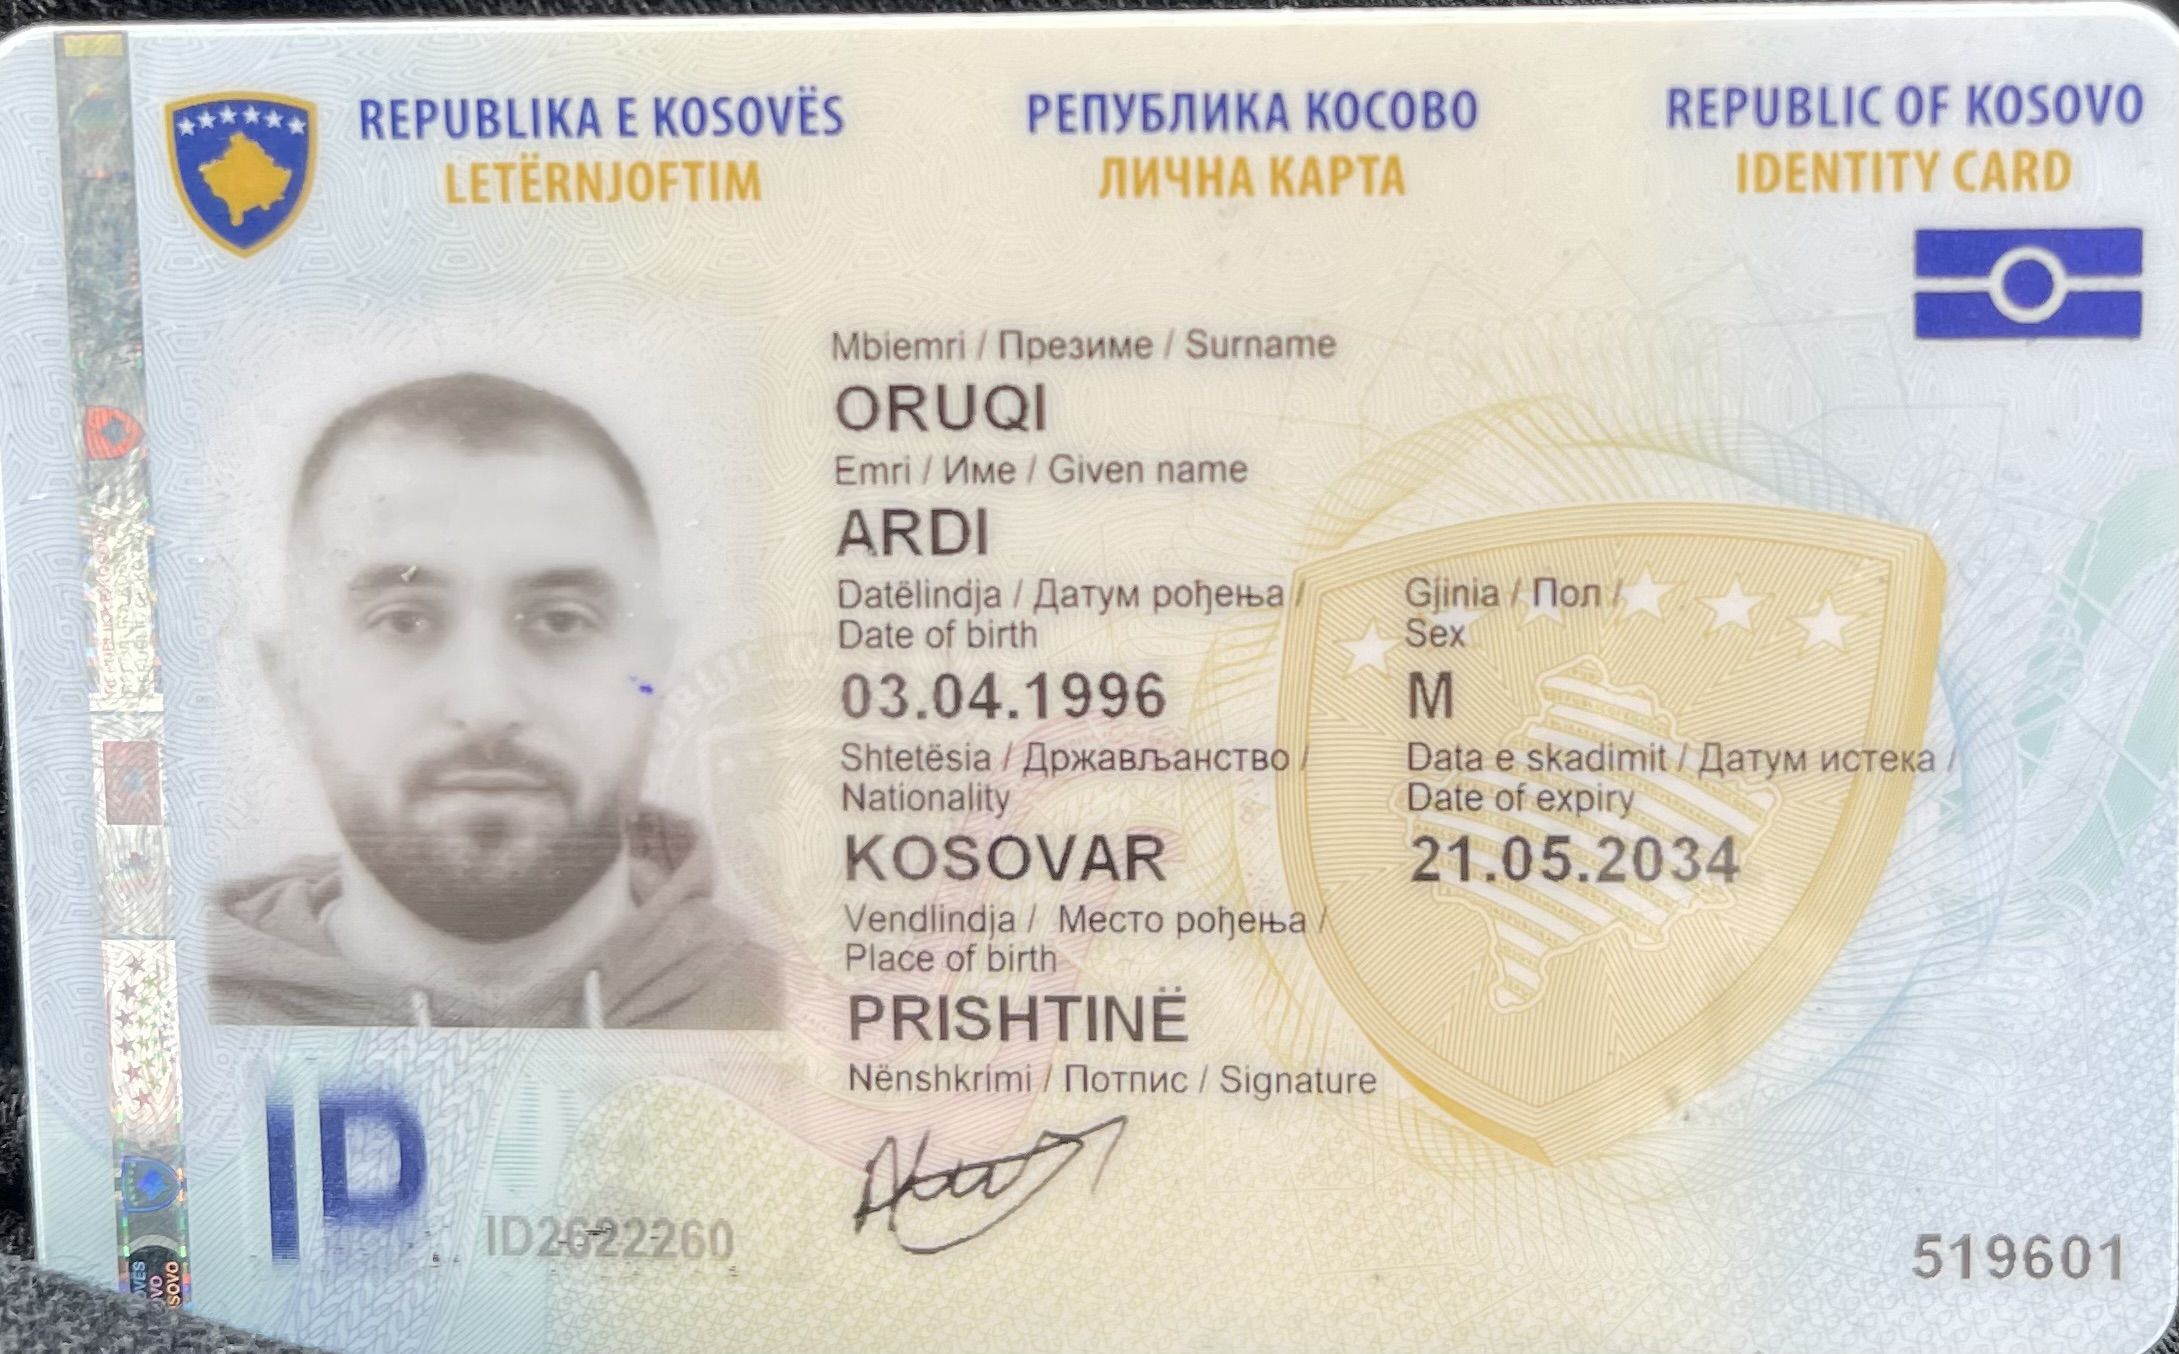 REPUBLIKA E KOSOVËS РЕПУБЛИКА КОСОВО REPUBLIC OF KOSOVO
LETËRNJOFTIM ЛИЧНА КАРТА IDENTITY CARD
Mbiemri / Презиме / Surname
ORUQI
Emri / Име / Given name
ARDI
Datëlindja / Датум рођења / Gjinia / Пол /
Date of birth Sex
03.04.1996 M
Shtetësia / Држављанство / Data e skadimit / Датум истека /
Nationality Date of expiry
KOSOVAR 21.05.2034
Vendlindja / Место рођења /
Place of birth
PRISHTINË
Nënshkrimi / Потпис / Signature
ID
ID2622260
519601